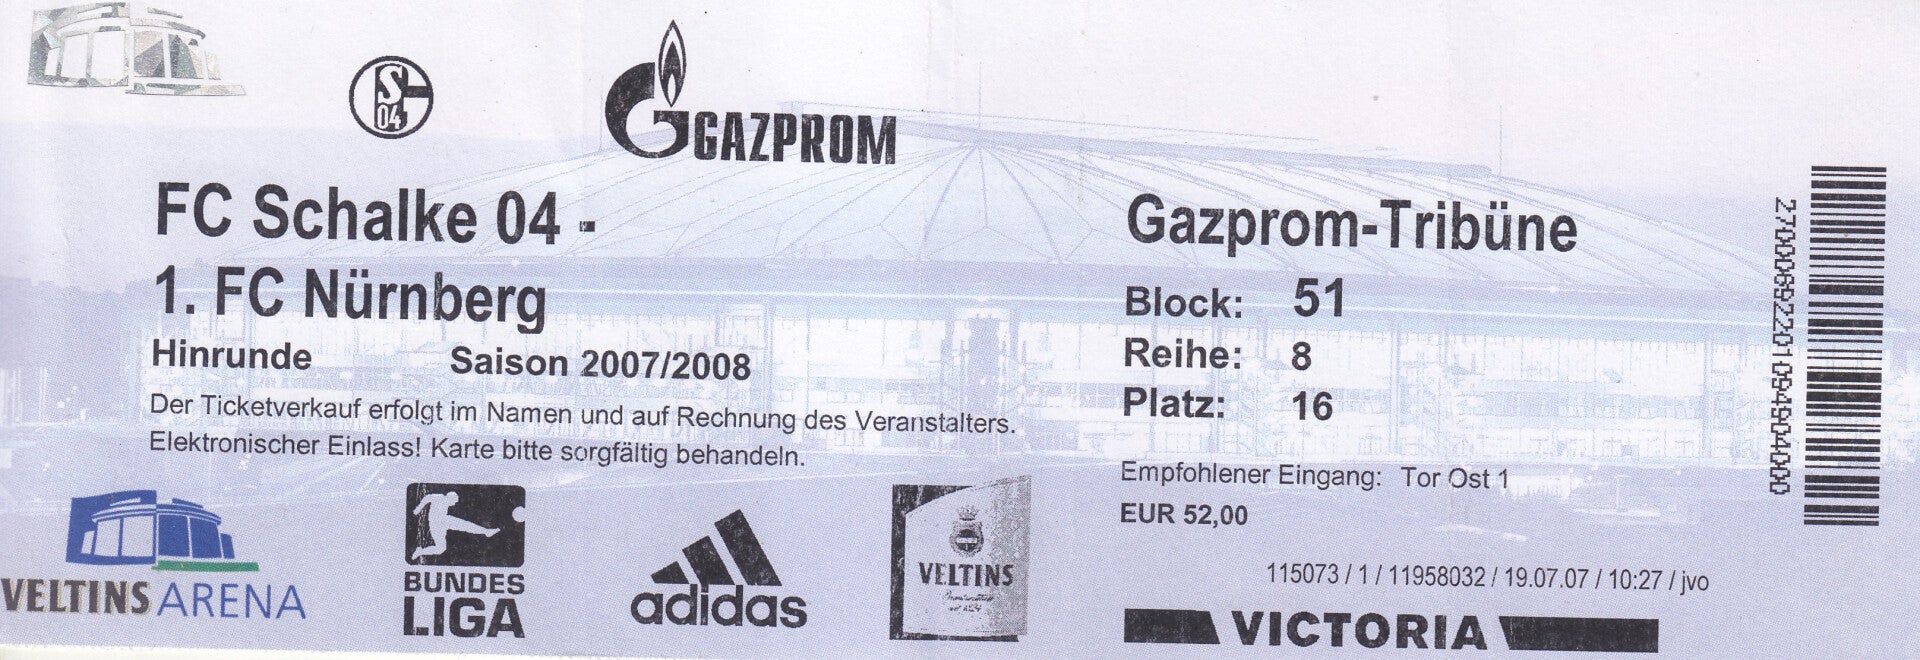 S
04
GAZPROM
FC Schalke 04 -
1. FC Nürnberg
Hinrunde Saison 2007/2008
Der Ticketverkauf erfolgt im Namen und auf Rechnung des Veranstalters.
Elektronischer Einlass! Karte bitte sorgfältig behandeln.
VELTINS ARENA
BUNDES
LIGA
adidas
VELTINS
Gazprom-Tribüne
Block: 51
Reihe: 8
Platz: 16
Empfohlener Eingang: Tor Ost 1
EUR 52,00
115073 / 1 / 11958032 / 19.07.07 / 10:27 / jvo
VICTORIA